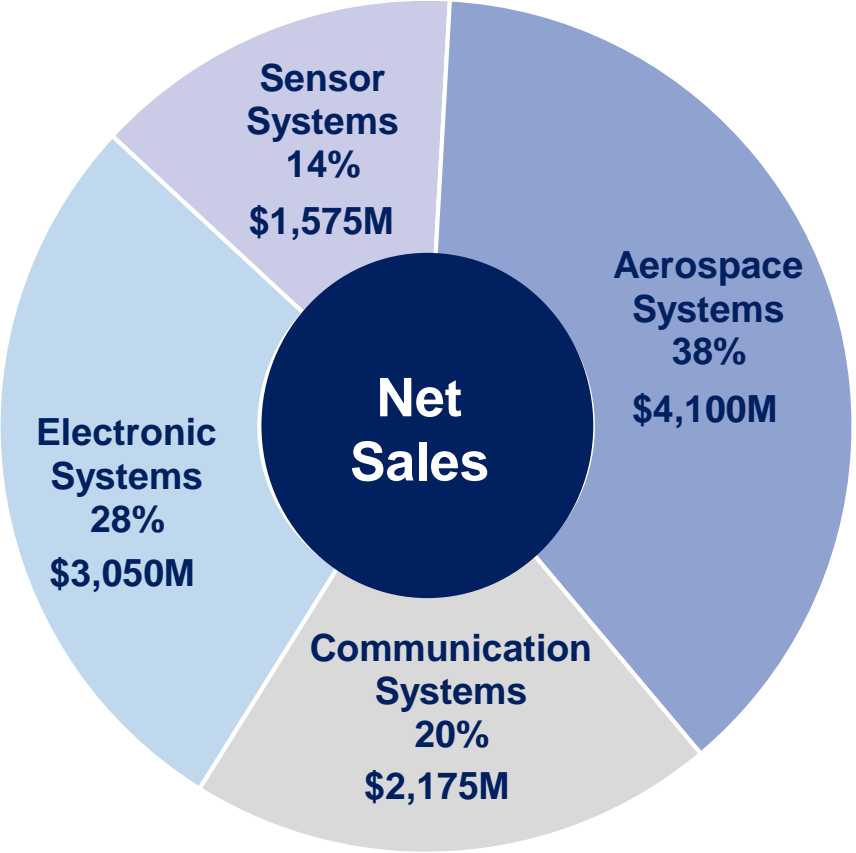 Sensor
Systems
14%
$1,575M
Aerospace
Systems
38%
$4,100M
Net
Sales
Electronic
Systems
28%
$3,050M
Communication
Systems
20%
$2,175M